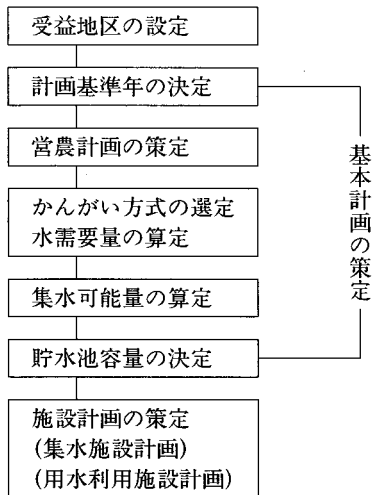 受益地区の設定
計画基準年の決定
営農計画の策定
かんがい方式の選定
水需要量の算定
集水可能量の算定
貯水池容量の決定
施設計画の策定
(集水施設計画)
(用水利用施設計画)
基本計画の策定